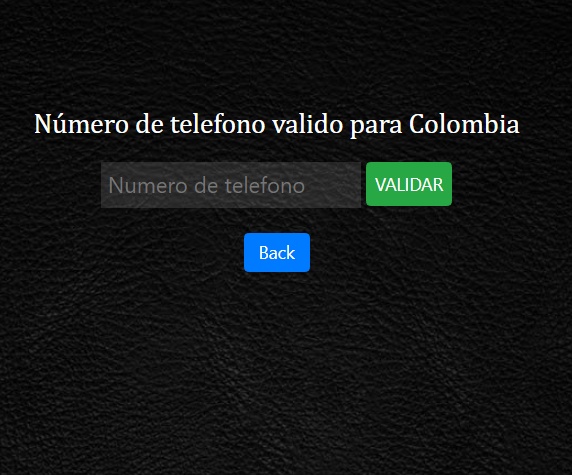 Número de telefono valido para Colombia
Numero de telefono VALIDAR
Back